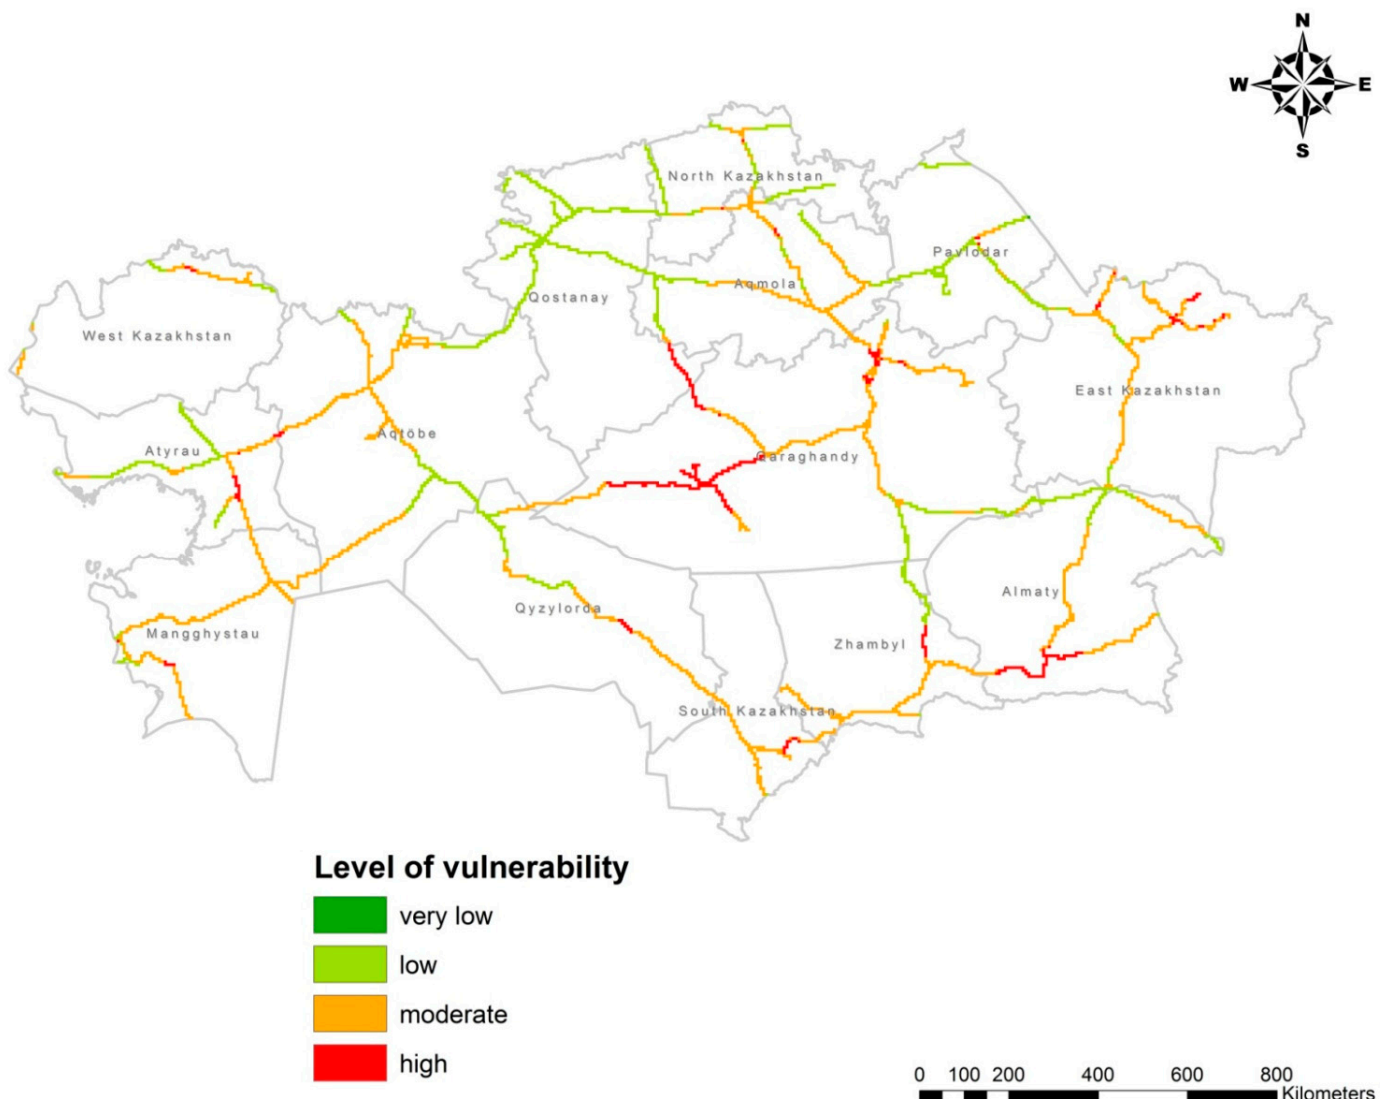 N
W E
S
North Kazakhstan
Pavlodar
Aqmola
Qostanay
West Kazakhstan
East Kazakhstan
Aqtöbe
Atyrau
Qaraghandy
Almaty
Qyzylorda
Mangghystau
Zhambyl
South Kazakhstan
Level of vulnerability
very low
low
moderate
high
0 100 200 400 600 800
Kilometers